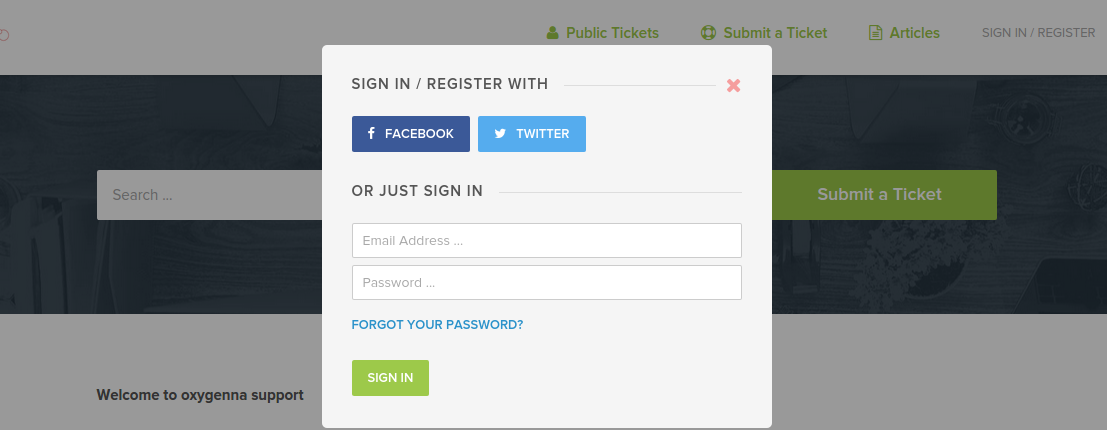 Public Tickets
Submit a Ticket
Articles
SIGN IN / REGISTER
SIGN IN / REGISTER WITH
FACEBOOK
TWITTER
OR JUST SIGN IN
Search ...
Submit a Ticket
Email Address ...
Password ...
FORGOT YOUR PASSWORD?
SIGN IN
Welcome to oxygenna support